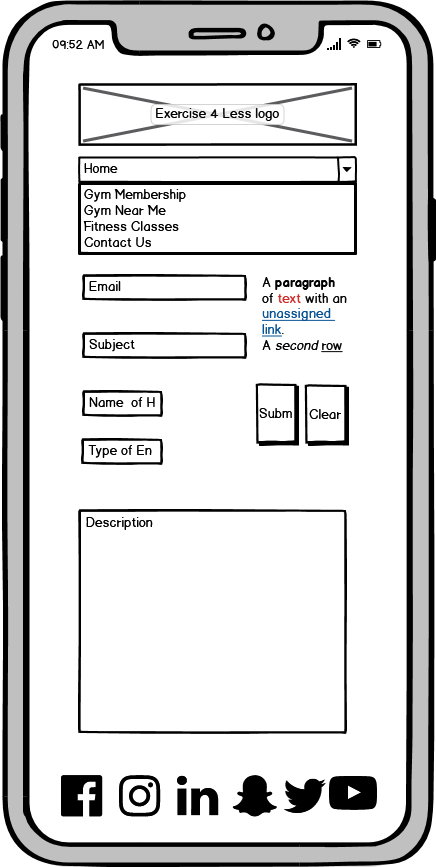 09:52 AM
Exercise 4 Less logo
Home
Gym Membership
Gym Near Me
Fitness Classes
Contact Us
Email
A paragraph
of text with an
unassigned
link.
A second row
Subject
Name of H
Subm
Clear
Type of En
Description